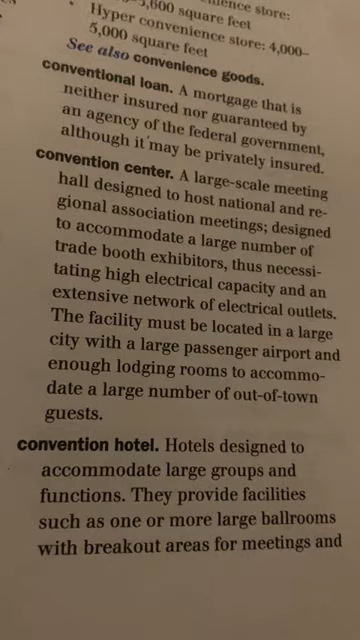 store:
3,600 square feet
• Hyper convenience store: 4,000–
5,000 square feet
See also convenience goods.
conventional loan. A mortgage that is
neither insured nor guaranteed by
an agency of the federal government,
although it may be privately insured.
convention center. A large-scale meeting
hall designed to host national and re-
gional association meetings; designed
to accommodate a large number of
trade booth exhibitors, thus necessi-
tating high electrical capacity and an
extensive network of electrical outlets.
The facility must be located in a large
city with a large passenger airport and
enough lodging rooms to accommo-
date a large number of out-of-town
guests.
convention hotel. Hotels designed to
accommodate large groups and
functions. They provide facilities
such as one or more large ballrooms
with breakout areas for meetings and